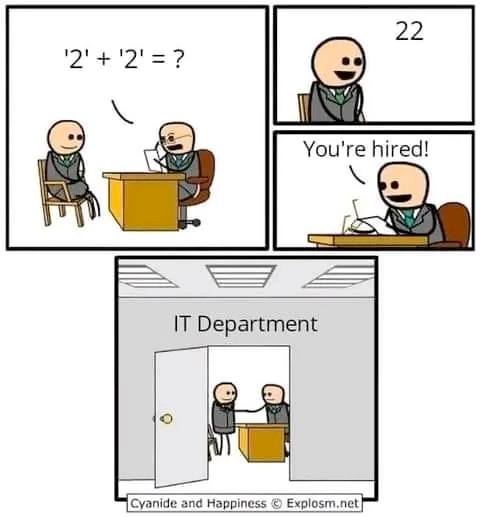 '2' + '2' = ?
22
You're hired!
IT Department
Cyanide and Happiness © Explosm.net